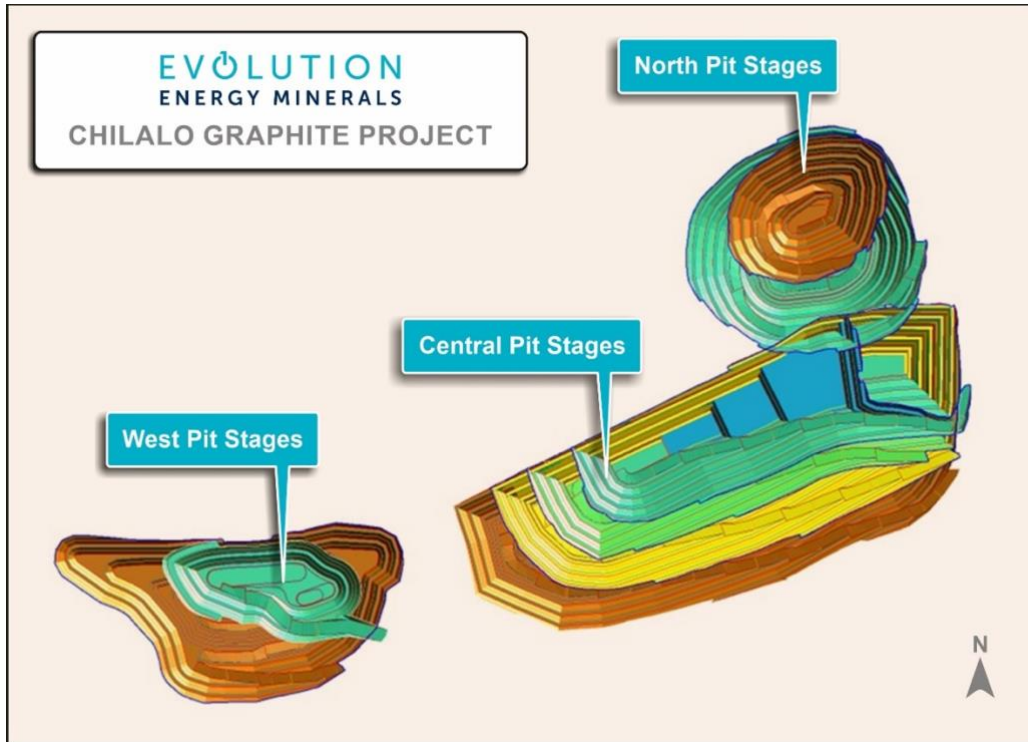 EVOLUTION
ENERGY MINERALS
CHILALO GRAPHITE PROJECT
North Pit Stages
Central Pit Stages
West Pit Stages
N